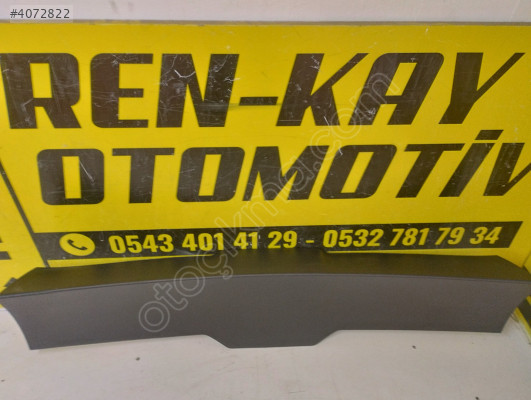 #4072822
REN-KAY
OTOMOTİV
0543 401 41 29 - 0532 781 79 34
otoçıkma.com